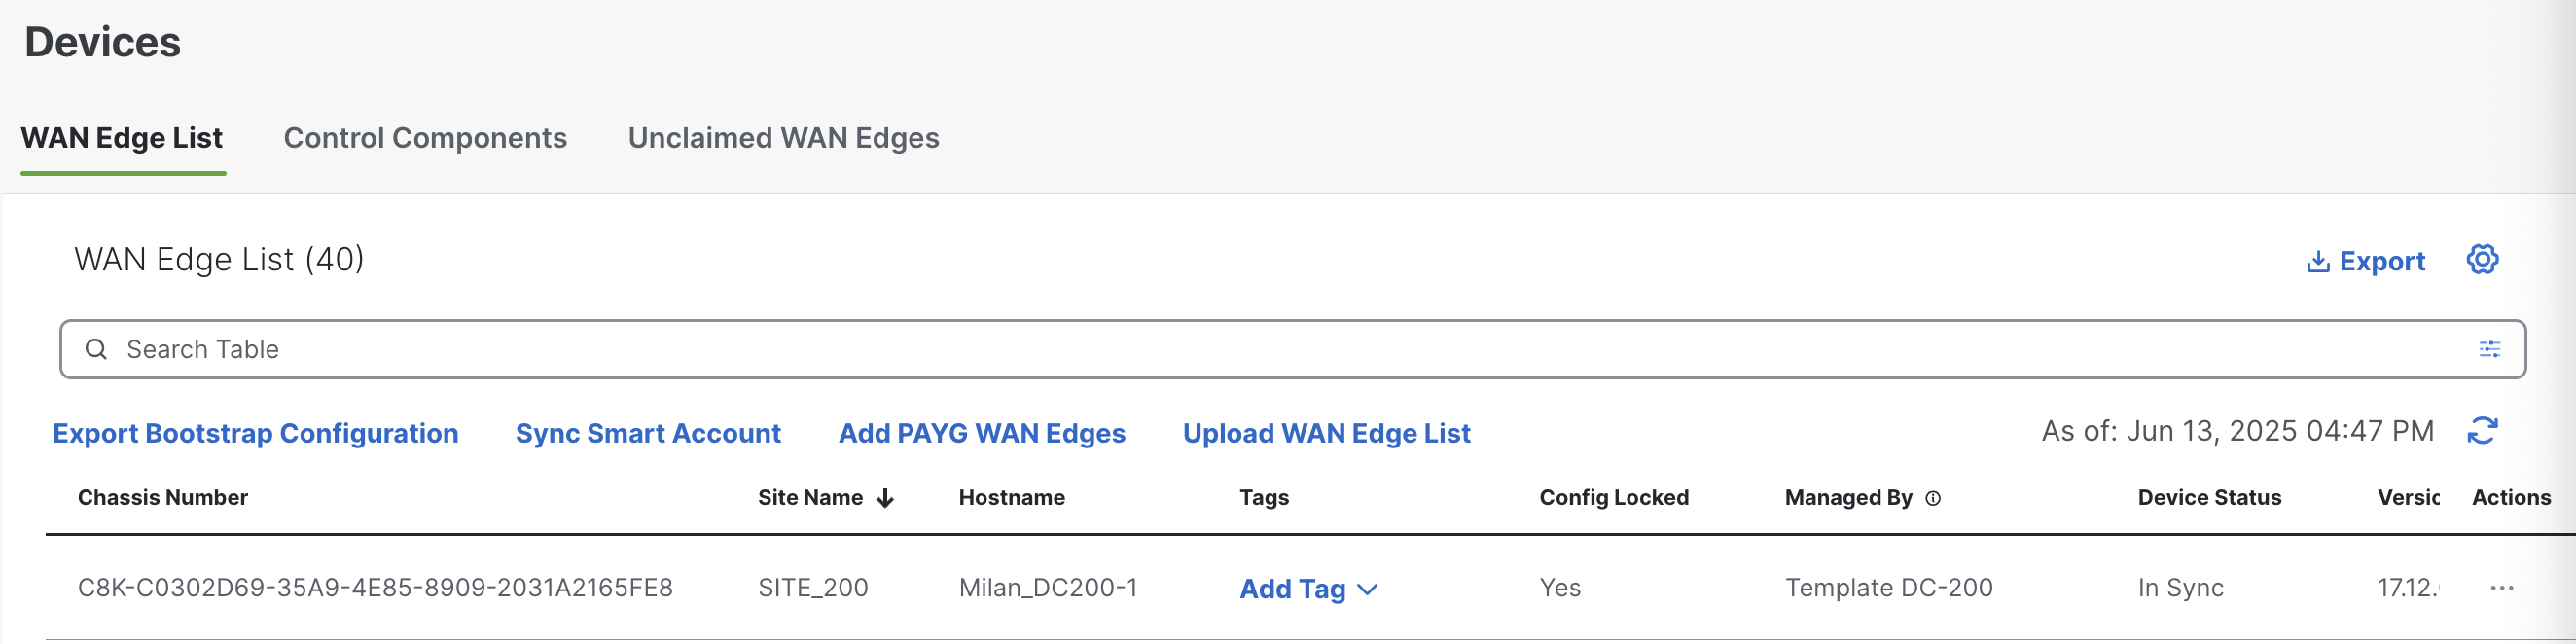 Devices
WAN Edge List Control Components Unclaimed WAN Edges
WAN Edge List (40) Export
Search Table
Export Bootstrap Configuration Sync Smart Account Add PAYG WAN Edges Upload WAN Edge List As of: Jun 13, 2025 04:47 PM
Chassis Number Site Name Hostname Tags Config Locked Managed By Device Status Actions
C8K-C0302D69-35A9-4E85-8909-2031A2165FE8 SITE_200 Milan_DC200-1 Add Tag Yes Template DC-200 In Sync 17.12. ...